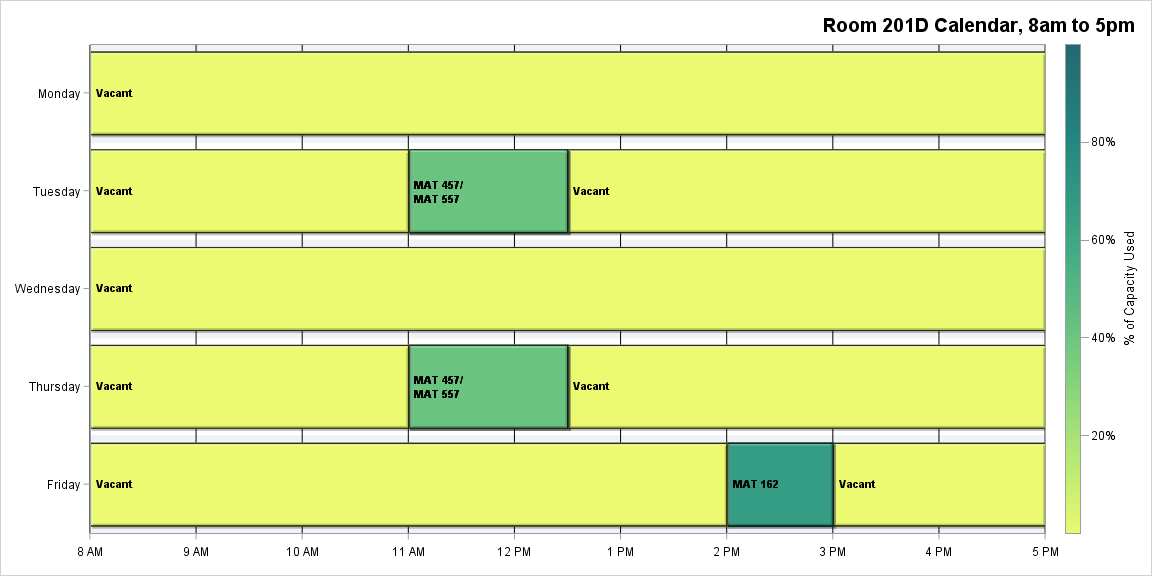 Room 201D Calendar, 8am to 5pm
Monday
Vacant
Tuesday
Vacant
MAT 457/
MAT 557
Vacant
Wednesday
Vacant
Thursday
Vacant
MAT 457/
MAT 557
Vacant
Friday
Vacant
MAT 162
Vacant
8 AM 9 AM 10 AM 11 AM 12 PM 1 PM 2 PM 3 PM 4 PM 5 PM
80%
60%
40%
20%
% of Capacity Used